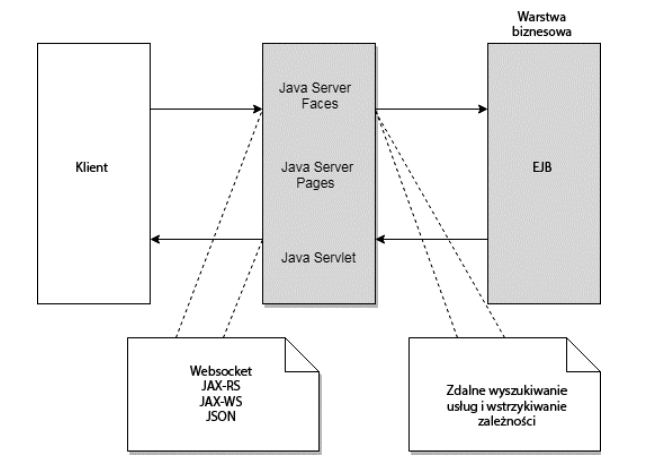 Warstwa
biznesowa
Klient
Java Server
Faces
Java Server
Pages
Java Servlet
EJB
Websocket
JAX-RS
JAX-WS
JSON
Zdalne wyszukiwanie
usług i wstrzykiwanie
zależności